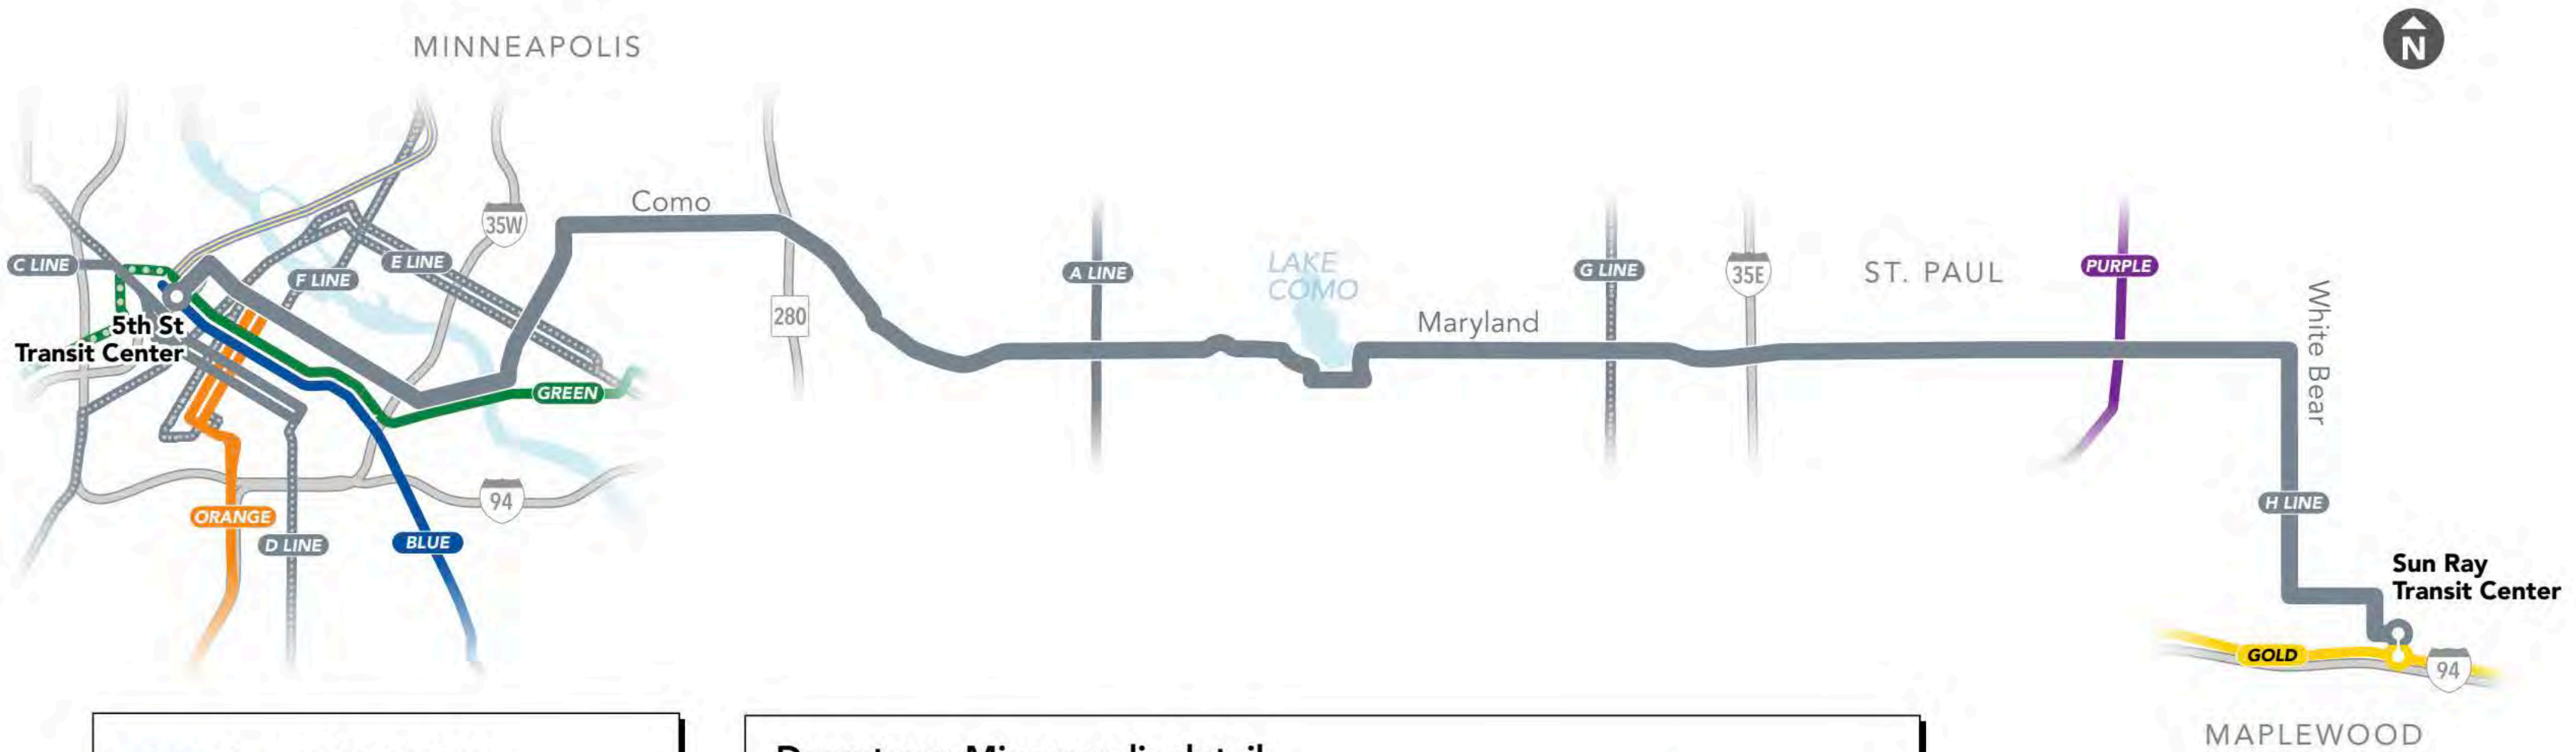 MINNEAPOLIS
N
Como
35W
C LINE
F LINE
E LINE
5th St
Transit Center
GREEN
280
A LINE
LAKE
COMO
Maryland
G LINE
35E
ST. PAUL
PURPLE
White Bear
94
ORANGE
D LINE
BLUE
H LINE
Sun Ray
Transit Center
GOLD
94
MAPLEWOOD